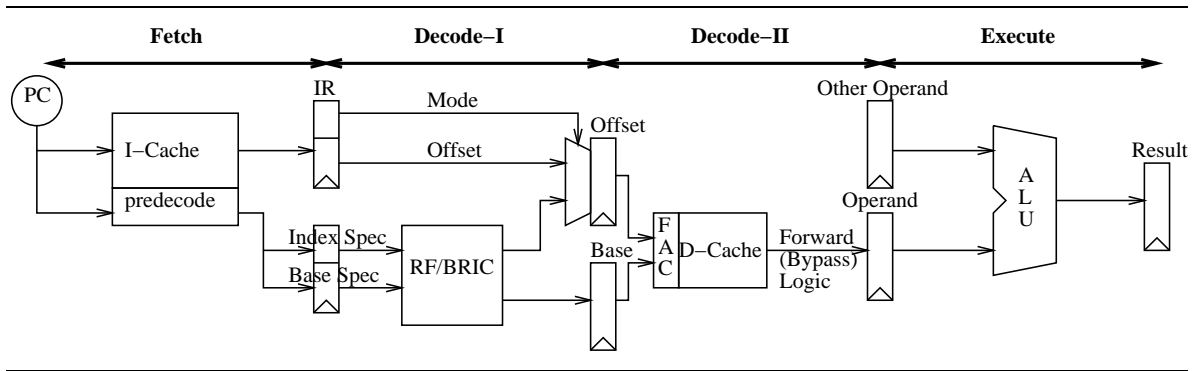 Fetch
Decode–I
Decode–II
Execute
PC
IR
Mode
Offset
Offset
Other Operand
I–Cache
predecode
Index Spec
Base Spec
RF/BRIC
Base
F
A
C
D–Cache
Forward
(Bypass)
Logic
Operand
A
L
U
Result